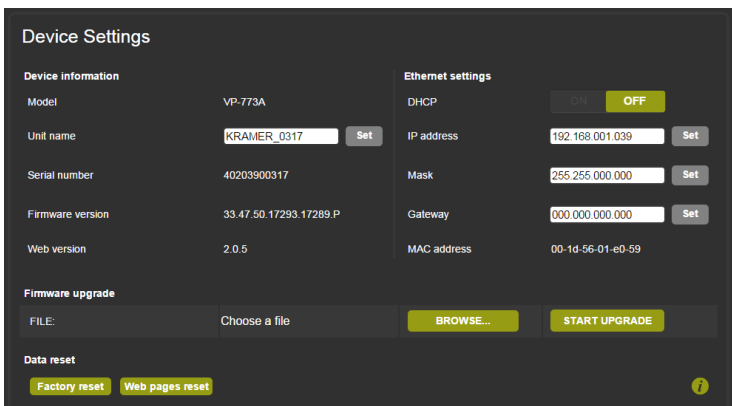 Device Settings
Device information Ethernet settings
Model VP-773A DHCP ON OFF
Unit name KRAMER_0317 Set IP address 192.168.001.039 Set
Serial number 40203900317 Mask 255.255.000.000 Set
Firmware version 33.47.50.17293.17289.P Gateway 000.000.000.000 Set
Web version 2.0.5 MAC address 00-1d-56-01-e0-59
Firmware upgrade
FILE: Choose a file BROWSE... START UPGRADE
Data reset
Factory reset Web pages reset i